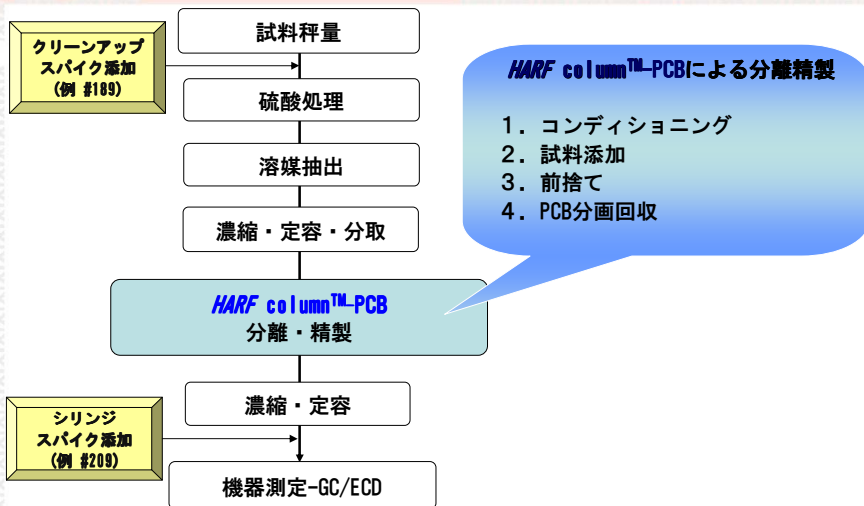 試料秤量
クリーンアップ
スパイク添加
(例 #189)
硫酸処理
溶媒抽出
濃縮・定容・分取
HARF column™-PCB
分離・精製
濃縮・定容
シリンジ
スパイク添加
(例 #209)
機器測定-GC/ECD
HARF column™-PCBによる分離精製
1．コンディショニング
2．試料添加
3．前捨て
4．PCB分画回収